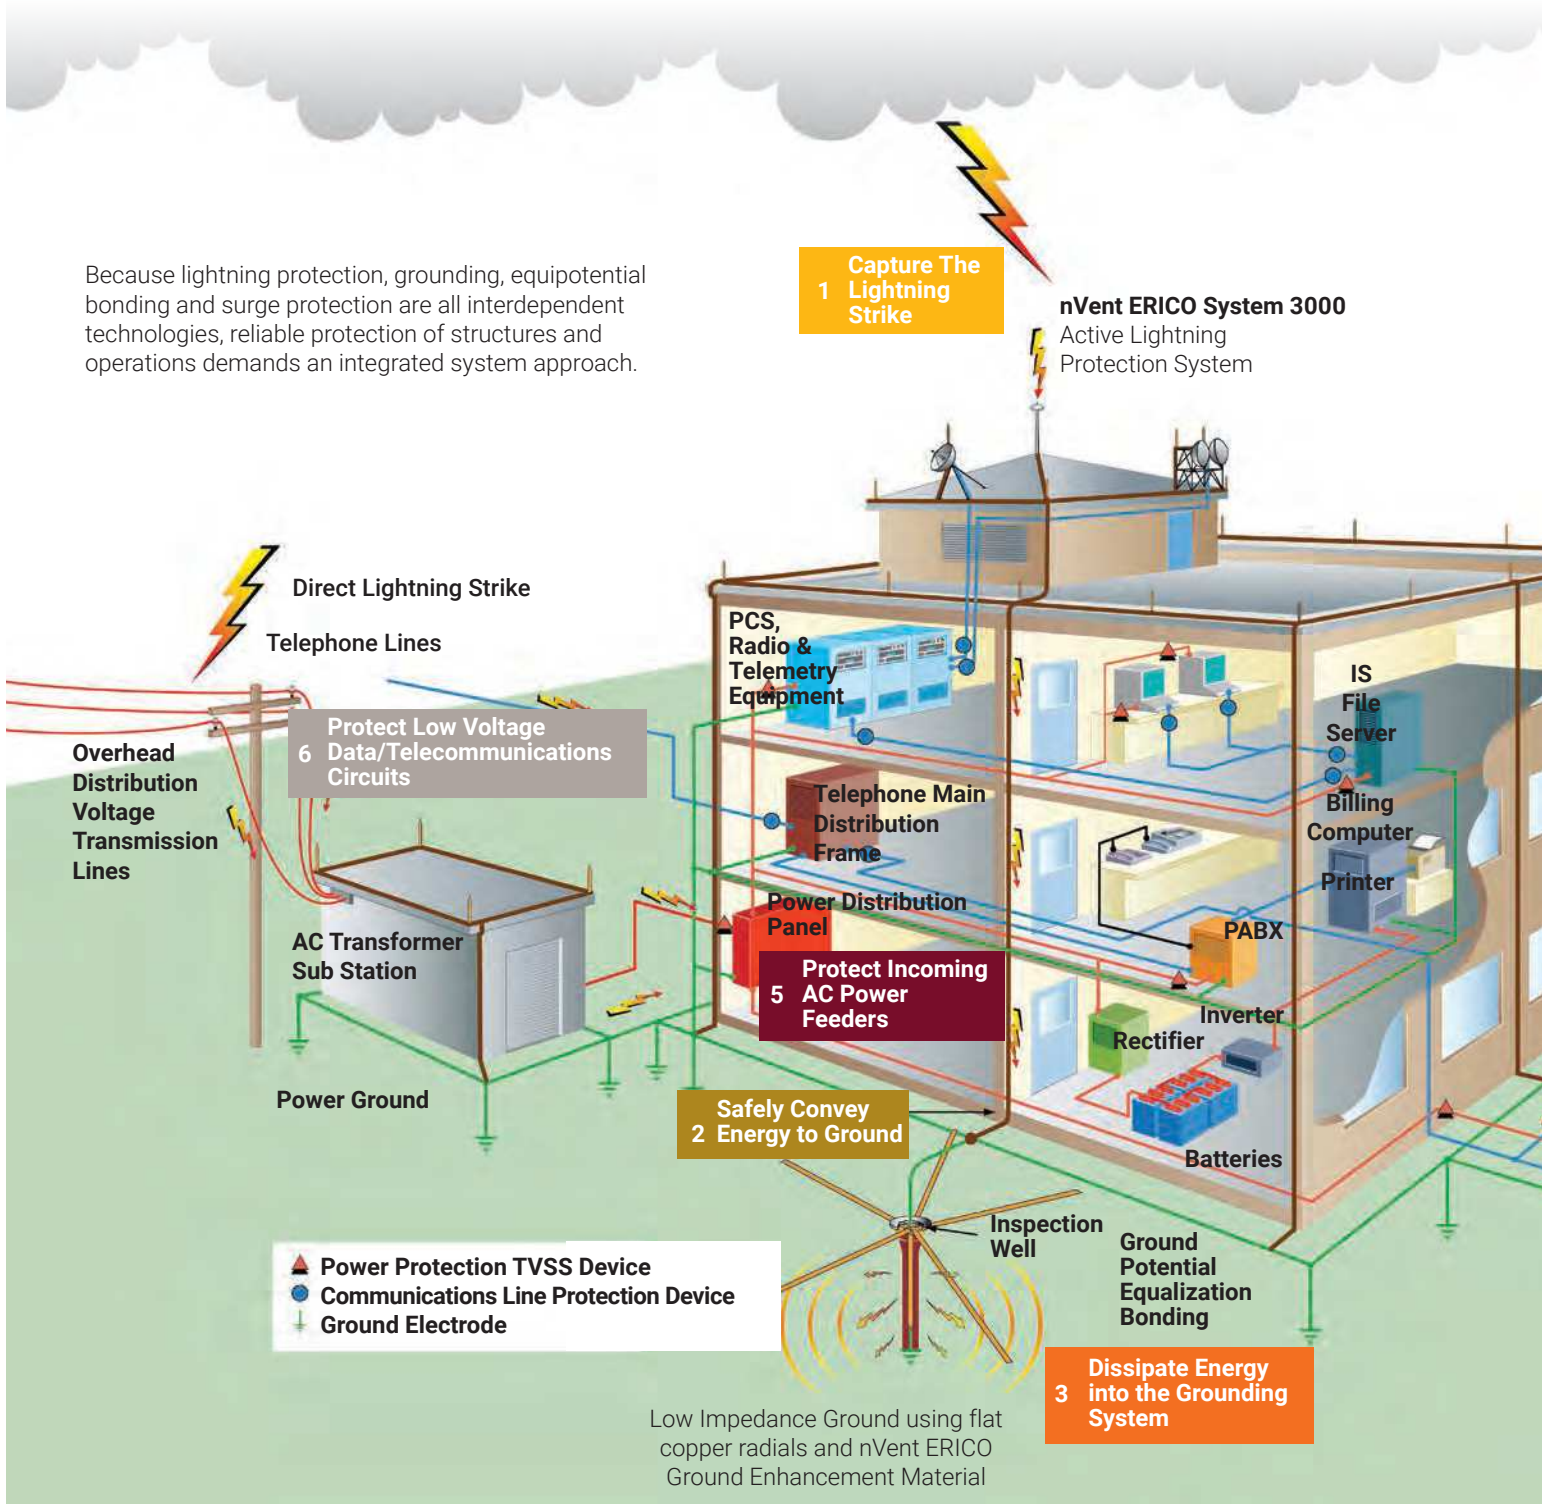 Because lightning protection, grounding, equipotential
bonding and surge protection are all interdependent
technologies, reliable protection of structures and
operations demands an integrated system approach.
1 Capture The
Lightning
Strike
nVent ERICO System 3000
Active Lightning
Protection System
Direct Lightning Strike
Telephone Lines
Overhead
Distribution
Voltage
Transmission
Lines
6 Protect Low Voltage
Data/Telecommunications
Circuits
PCS,
Radio &
Telemetry
Equipment
IS
File
Server
Telephone Main
Distribution
Frame
Billing
Computer
Printer
Power Distribution
Panel
PABX
AC Transformer
Sub Station
5 Protect Incoming
AC Power
Feeders
Inverter
Rectifier
Power Ground
2 Safely Convey
Energy to Ground
Batteries
Inspection
Well
Ground
Potential
Equalization
Bonding
Power Protection TVSS Device
Communications Line Protection Device
Ground Electrode
3 Dissipate Energy
into the Grounding
System
Low Impedance Ground using flat
copper radials and nVent ERICO
Ground Enhancement Material